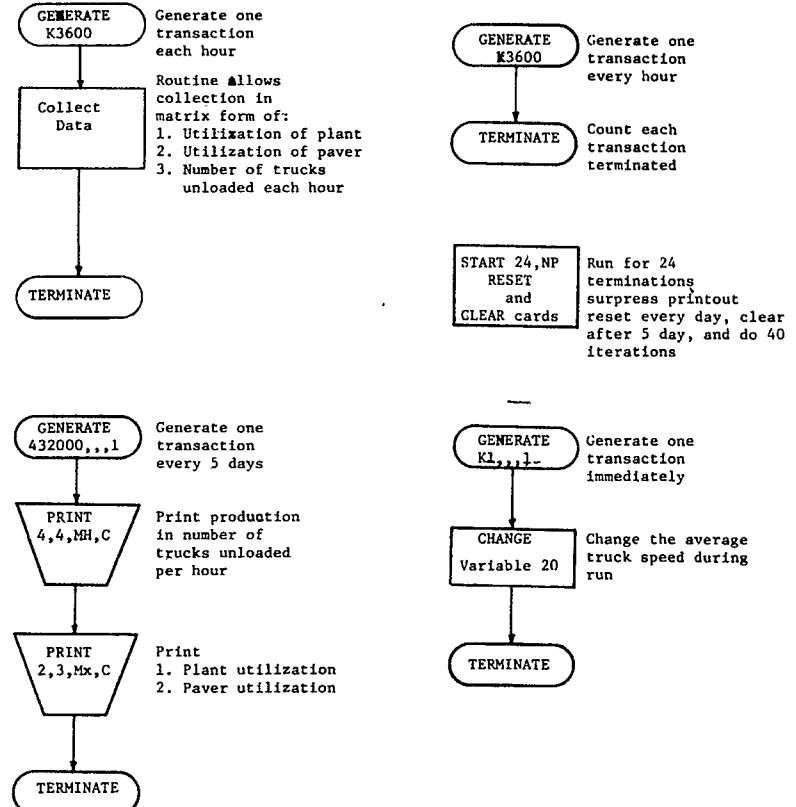 GENERATE
K3600
Generate one
transaction
each hour
Collect
Data
Routine Allows
collection in
matrix form of:
1. Utilization of plant
2. Utilization of paver
3. Number of trucks
unloaded each hour
TERMINATE
GENERATE
K3600
Generate one
transaction
every hour
TERMINATE
Count each
transaction
terminated
START 24,NP
RESET
and
CLEAR cards
Run for 24
terminations
surpress printout
reset every day, clear
after 5 day, and do 40
iterations
GENERATE
432000,,,1
Generate one
transaction
every 5 days
PRINT
4,4,MH,C
Print production
in number of
trucks unloaded
per hour
PRINT
2,3,Mx,C
Print
1. Plant utilization
2. Paver utilization
TERMINATE
GENERATE
K1,,,1
Generate one
transaction
immediately
CHANGE
Variable 20
Change the average
truck speed during
run
TERMINATE